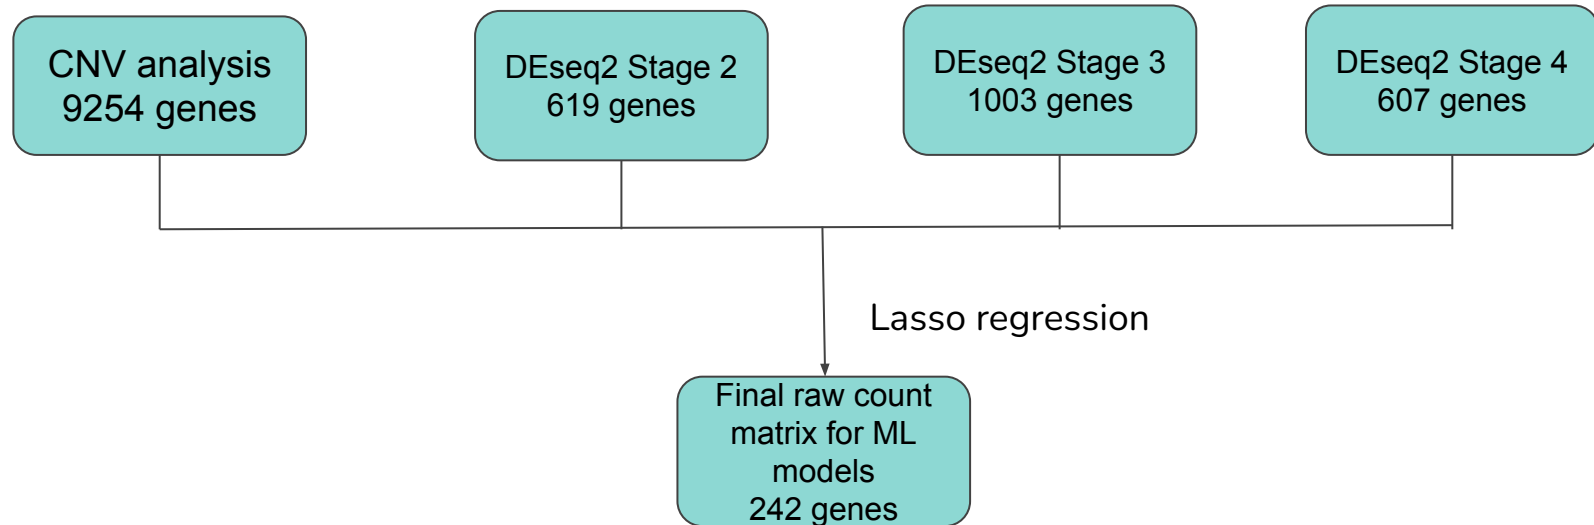 CNV analysis
9254 genes
DEseq2 Stage 2
619 genes
DEseq2 Stage 3
1003 genes
DEseq2 Stage 4
607 genes
Lasso regression
Final raw count
matrix for ML
models
242 genes